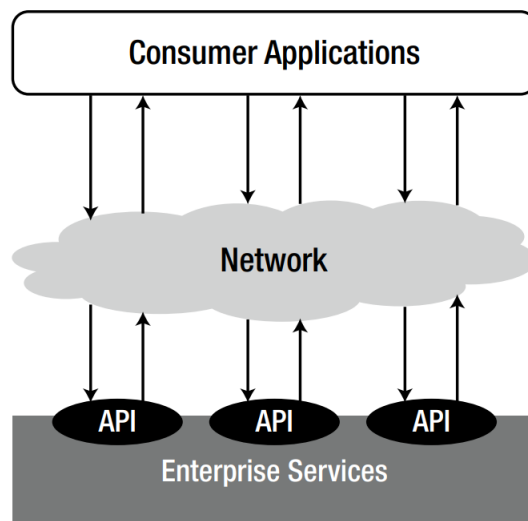 Consumer Applications
Network
API API API
Enterprise Services